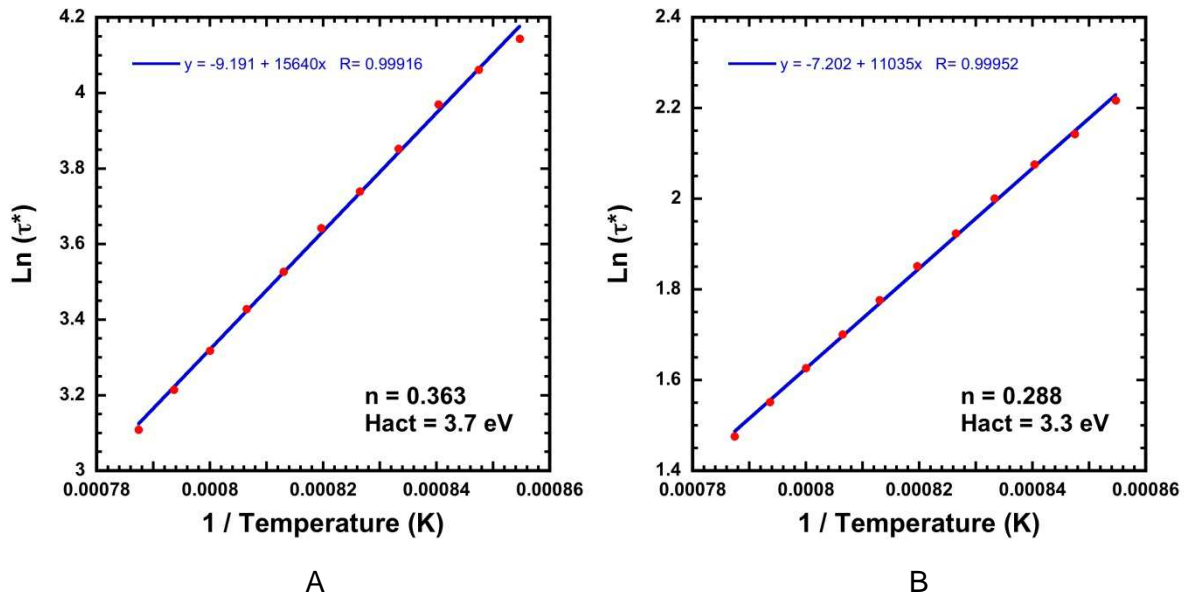 4.2
y = -9.191 + 15640x R= 0.99916
4
3.8
3.6
3.4
3.2
3
Ln (τ*)
n = 0.363
Hact = 3.7 eV
0.00078 0.0008 0.00082 0.00084 0.00086
1 / Temperature (K)
A
2.4
y = -7.202 + 11035x R= 0.99952
2.2
2
1.8
1.6
1.4
Ln (τ*)
n = 0.288
Hact = 3.3 eV
0.00078 0.0008 0.00082 0.00084 0.00086
1 / Temperature (K)
B